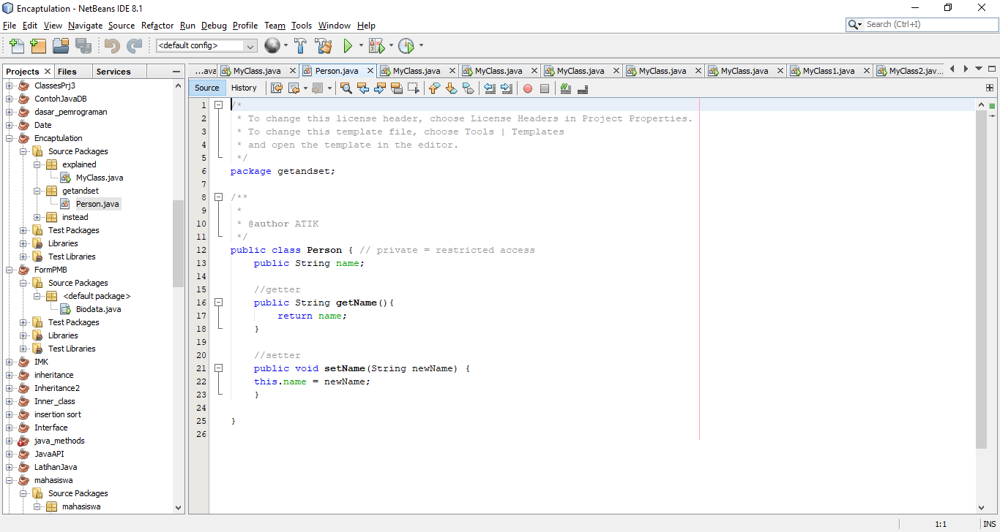 Encaptulation - NetBeans IDE 8.1
File Edit View Navigate Source Refactor Run Debug Profile Team Tools Window Help
Search (Ctrl+I)
<default config>
Projects Files Services
...ava MyClass.java Person.java MyClass.java MyClass.java MyClass.java MyClass.java MyClass.java MyClass1.java MyClass2.jav...
Source History
ClassesPrj3
ContohJavaDB
dasar_pemrograman
Date
Encaptulation
Source Packages
explained
MyClass.java
getandset
Person.java
instead
Test Packages
Libraries
Test Libraries
FormPMB
Source Packages
<default package>
Biodata.java
Test Packages
Libraries
Test Libraries
IMK
inheritance
Inheritance2
Inner_class
insertion sort
Interface
java_methods
JavaAPI
LatihanJava
mahasiswa
Source Packages
mahasiswa
1 /*
2 * To change this license header, choose License Headers in Project Properties.
3 * To change this template file, choose Tools | Templates
4 * and open the template in the editor.
5 */
6 package getandset;
7
8 /**
9 *
10 * @author ATIK
11 */
12 public class Person { // private = restricted access
13 public String name;
14
15 //getter
16 public String getName(){
17 return name;
18 }
19
20 //setter
21 public void setName(String newName) {
22 this.name = newName;
23 }
24
25 }
26
1:1 INS